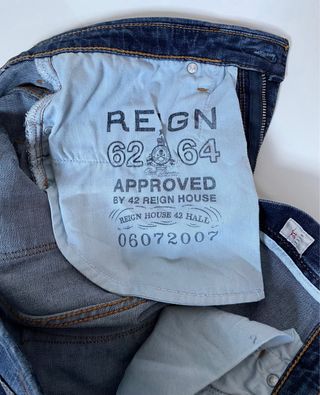 REIGN
62 64
APPROVED
BY 42 REIGN HOUSE
REIGN HOUSE 42 HALL
06072007